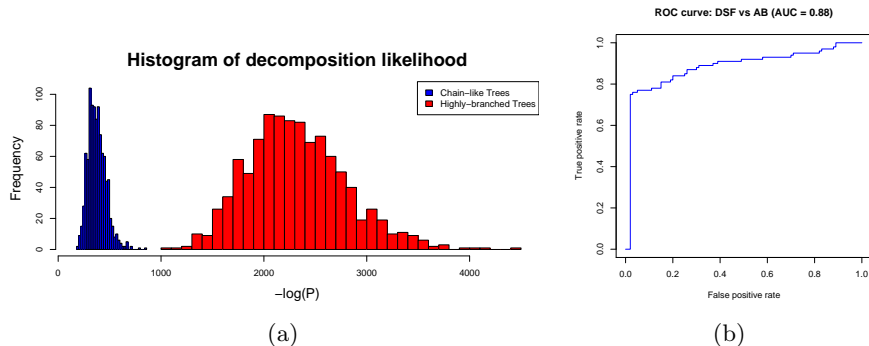 Histogram of decomposition likelihood
Chain-like Trees
Highly-branched Trees
Frequency
100
80
60
40
20
0
0 1000 2000 3000 4000
−log(P)
(a)
ROC curve: DSF vs AB (AUC = 0.88)
True positive rate
1.0
0.8
0.6
0.4
0.2
0.0
0.0 0.2 0.4 0.6 0.8 1.0
False positive rate
(b)